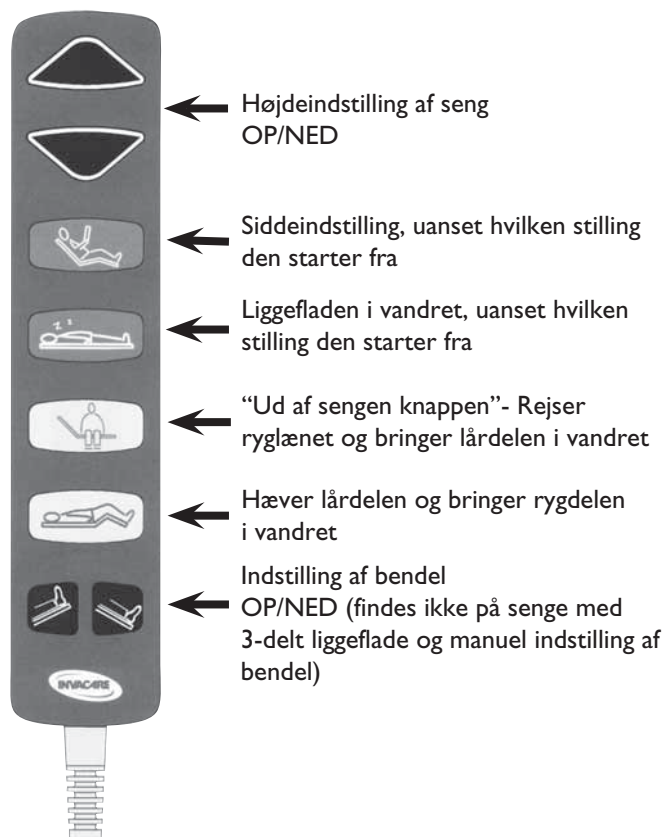 Højdeindstilling af seng
OP/NED
Siddeindstilling, uanset hvilken stilling
den starter fra
z z
Liggefladen i vandret, uanset hvilken
stilling den starter fra
“Ud af sengen knappen”- Rejser
ryglænet og bringer lårdelen i vandret
Hæver lårdelen og bringer rygdelen
i vandret
Indstilling af bendel
OP/NED (findes ikke på senge med
3-delt liggeflade og manuel indstilling af
bendel)
INVACARE